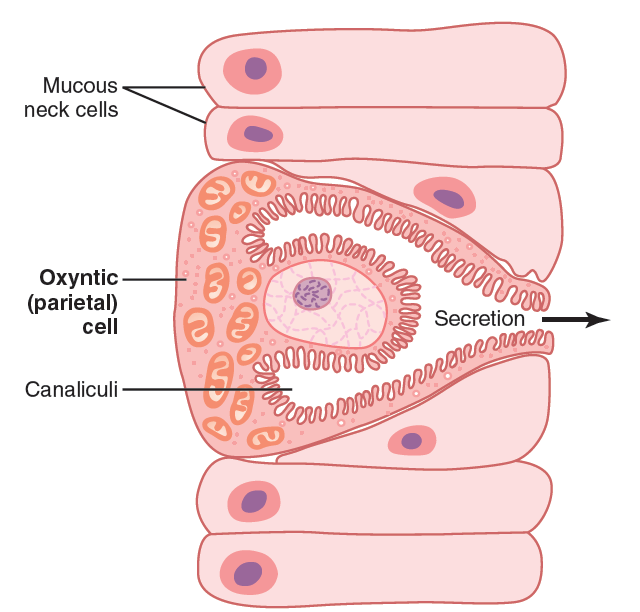 Mucous
neck cells
Oxyntic
(parietal)
cell
Secretion
Canaliculi